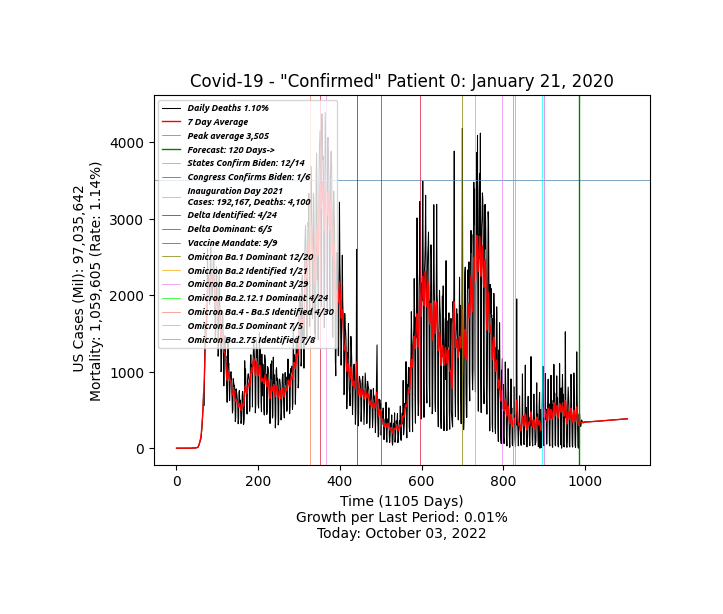 Covid-19 - "Confirmed" Patient 0: January 21, 2020
US Cases (Mil): 97,035,642
Mortality: 1,059,605 (Rate: 1.14%)
4000
3000
2000
1000
0
Daily Deaths 1.10%
7 Day Average
Peak average 3,505
Forecast: 120 Days->
States Confirm Biden: 12/14
Congress Confirms Biden: 1/6
Inauguration Day 2021
Cases: 192,167, Deaths: 4,100
Delta Identified: 4/24
Delta Dominant: 6/5
Vaccine Mandate: 9/9
Omicron Ba.1 Dominant 12/20
Omicron Ba.2 Identified 1/21
Omicron Ba.2 Dominant 3/29
Omicron Ba.2.12.1 Dominant 4/24
Omicron Ba.4 - Ba.5 Identified 4/30
Omicron Ba.5 Dominant 7/5
Omicron Ba.2.75 Identified 7/8
0 200 400 600 800 1000
Time (1105 Days)
Growth per Last Period: 0.01%
Today: October 03, 2022